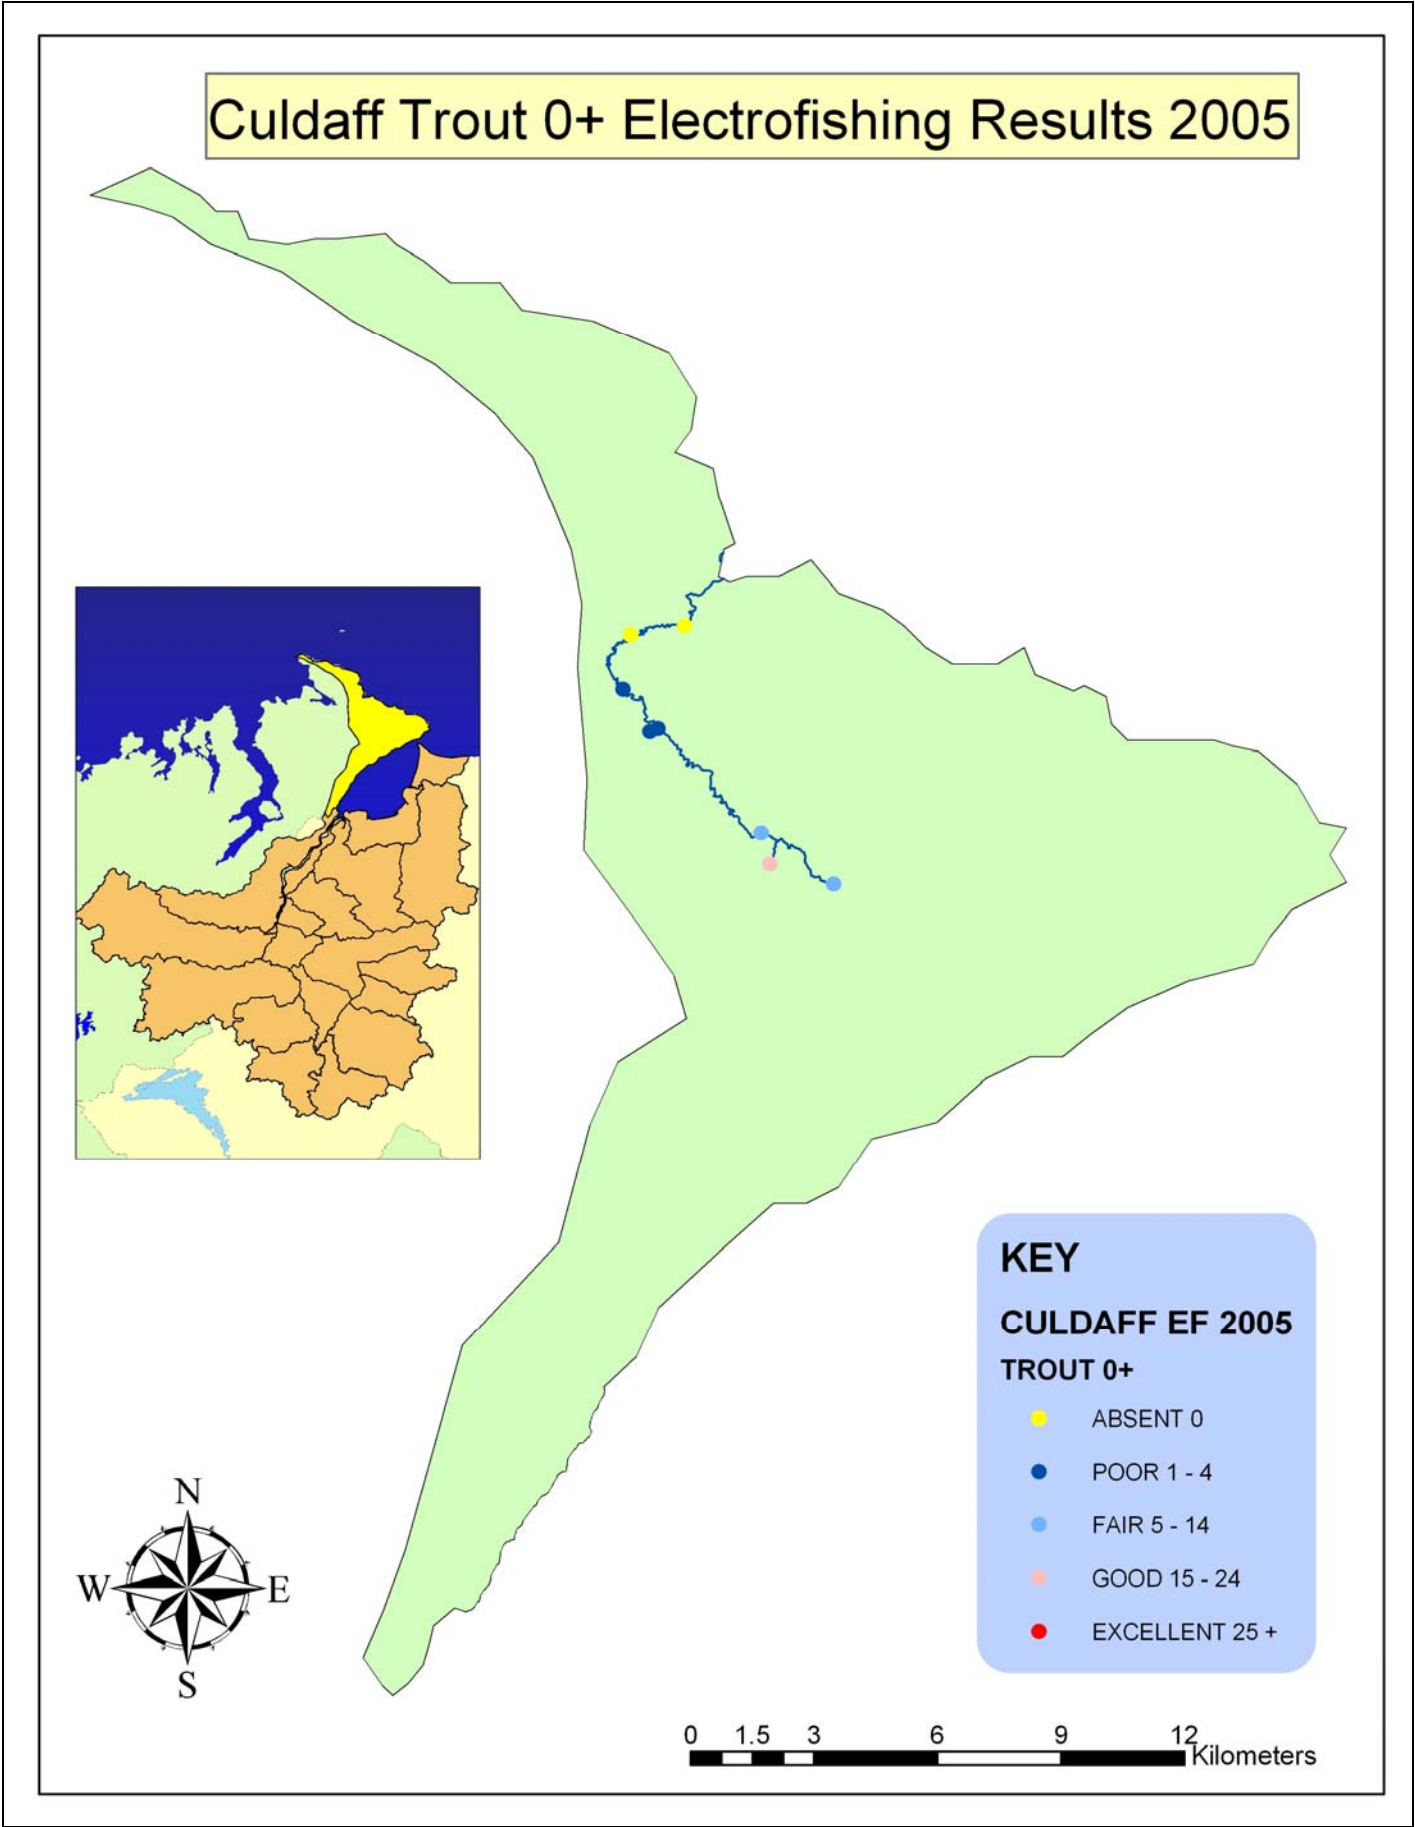 Culdaff Trout 0+ Electrofishing Results 2005
KEY
CULDAFF EF 2005
TROUT 0+
ABSENT 0
POOR 1 - 4
FAIR 5 - 14
GOOD 15 - 24
EXCELLENT 25 +
N
W
E
S
0 1.5 3 6 9 12
Kilometers